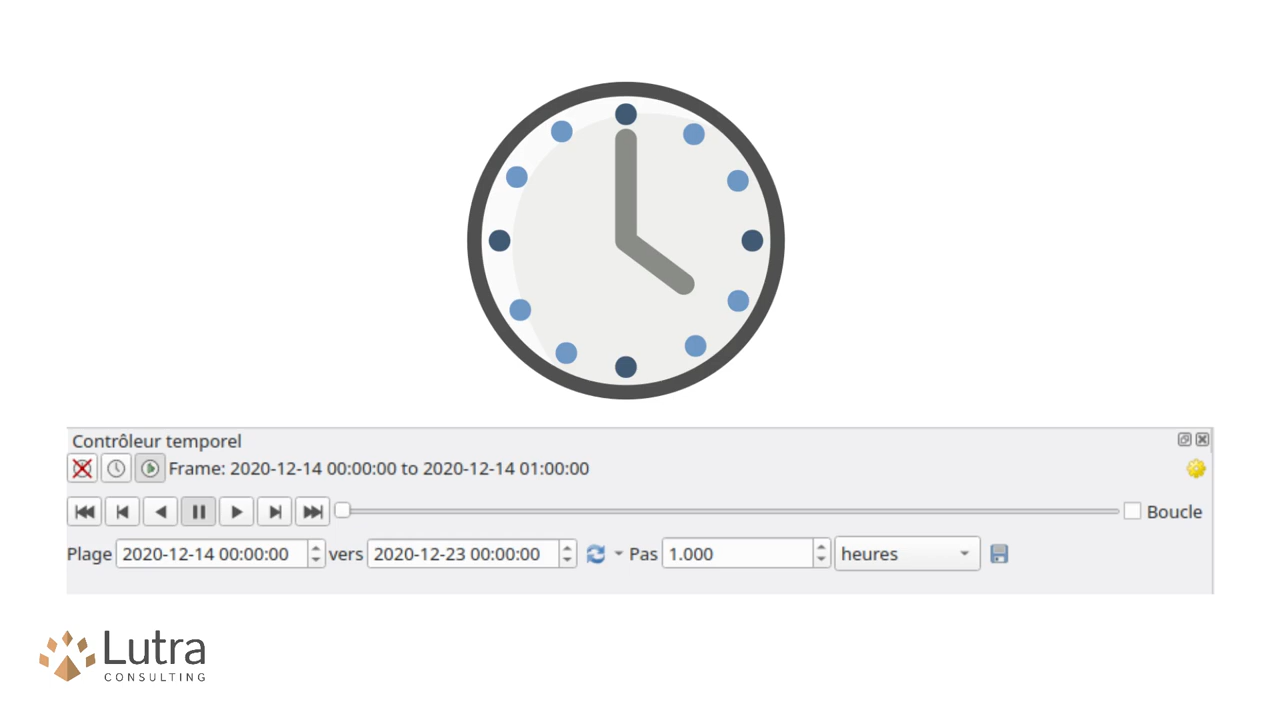 Contrôleur temporel
Frame: 2020-12-14 00:00:00 to 2020-12-14 01:00:00
Boucle
Plage 2020-12-14 00:00:00 vers 2020-12-23 00:00:00 Pas 1.000 heures
Lutra
CONSULTING